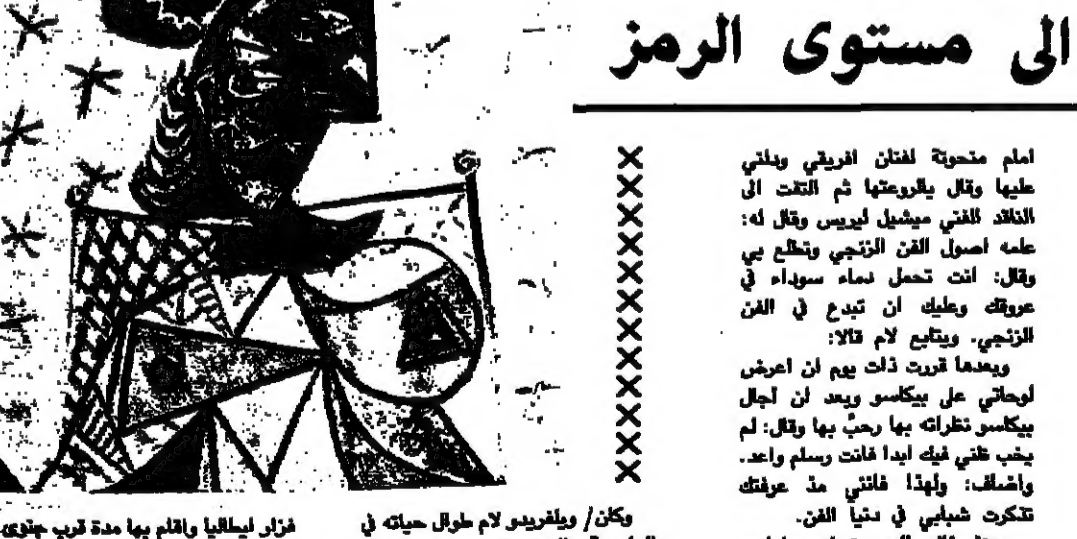 الى مستوى الرمز
امام منحوتة لفنان افريقي ودلني
عليها وقال يالروعتها ثم التفت الى
الناقد الفني ميشيل ليريس وقال له:
علمه اصول الفن الزنجي وتطلع بي
وقال: انت تحمل دماء سوداء في
عروقك وعليك ان تبدع في الفن
الزنجي. ويتابع لام قالا:
وبعدها قررت ذات يوم ان اعرض
لوحاتي على بيكاسو وبعد ان اجال
بيكاسو نظراته بها رحبّ بها وقال: لم
يخب ظني فيك ابدا فانت رسام واعد.
واضاف: ولهذا فانني مذ عرفتك
تذكرت شبابي في دنيا الفن.
وكان/ ويلفريدو لام طوال حياته في
فزار ايطاليا واقام بها مدة قرب جنوى